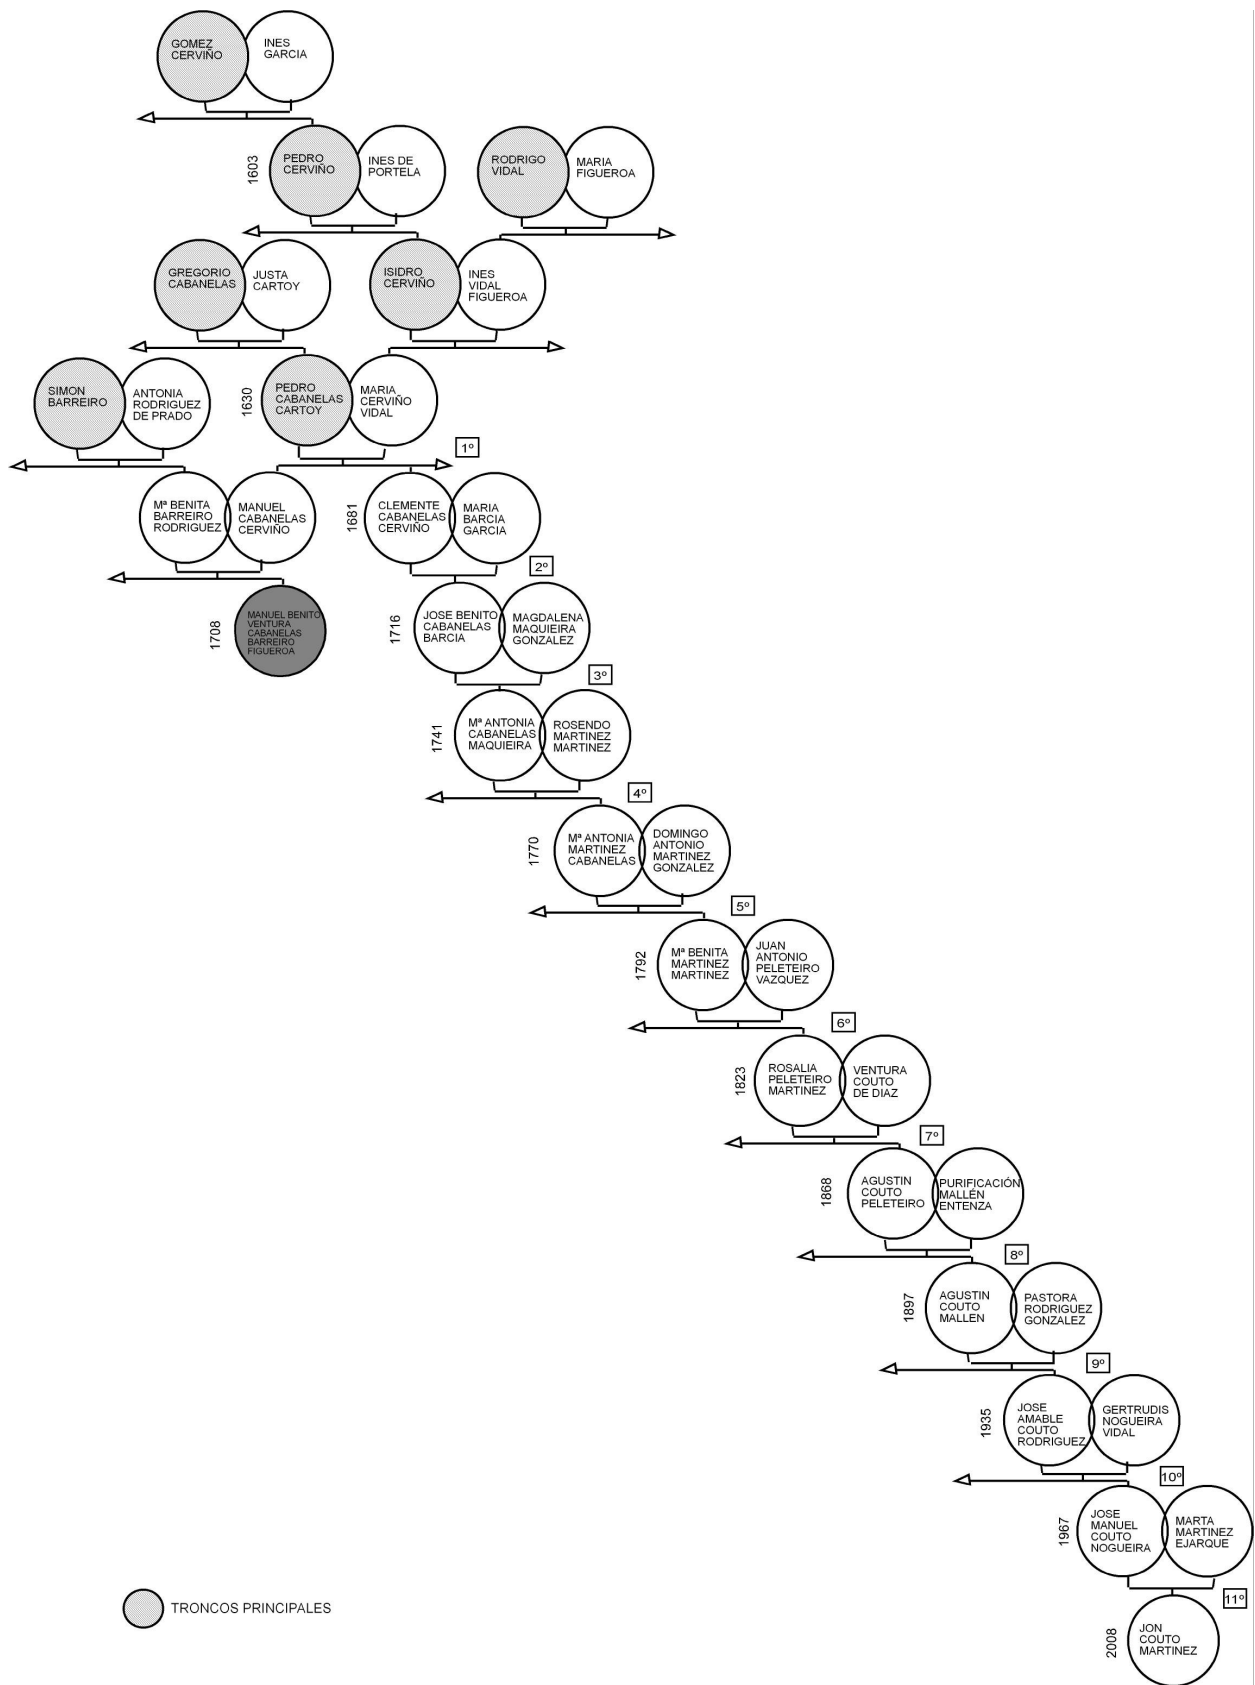 GOMEZ
CERVIÑO
INES
GARCIA
1603
PEDRO
CERVIÑO
INES DE
PORTELA
RODRIGO
VIDAL
MARIA
FIGUEROA
GREGORIO
CABANELAS
JUSTA
CARTOY
ISIDRO
CERVIÑO
INES
VIDAL
FIGUEROA
SIMON
BARREIRO
ANTONIA
RODRIGUEZ
DE PRADO
1630
PEDRO
CABANELAS
CARTOY
MARIA
CERVIÑO
VIDAL
1º
Mª BENITA
BARREIRO
RODRIGUEZ
MANUEL
CABANELAS
CERVIÑO
1681
CLEMENTE
CABANELAS
CERVIÑO
MARIA
BARCIA
GARCIA
2º
1708
MANUEL BENITO
VENTURA
CABANELAS
BARREIRO
FIGUEROA
1716
JOSE BENITO
CABANELAS
BARCIA
MAGDALENA
MAQUIEIRA
GONZALEZ
3º
1741
Mª ANTONIA
CABANELAS
MAQUIEIRA
ROSENDO
MARTINEZ
MARTINEZ
4º
1770
Mª ANTONIA
MARTINEZ
CABANELAS
DOMINGO
ANTONIO
MARTINEZ
GONZALEZ
5º
1792
Mª BENITA
MARTINEZ
MARTINEZ
JUAN
ANTONIO
PELETEIRO
VAZQUEZ
6º
1823
ROSALIA
PELETEIRO
MARTINEZ
VENTURA
COUTO
DE DIAZ
7º
1868
AGUSTIN
COUTO
PELETEIRO
PURIFICACIÓN
MALLÉN
ENTENZA
8º
1897
AGUSTIN
COUTO
MALLEN
PASTORA
RODRIGUEZ
GONZALEZ
9º
1935
JOSE
AMABLE
COUTO
RODRIGUEZ
GERTRUDIS
NOGUEIRA
VIDAL
10º
1967
JOSE
MANUEL
COUTO
NOGUEIRA
MARTA
MARTINEZ
EJARQUE
11º
2008
JON
COUTO
MARTINEZ
TRONCOS PRINCIPALES